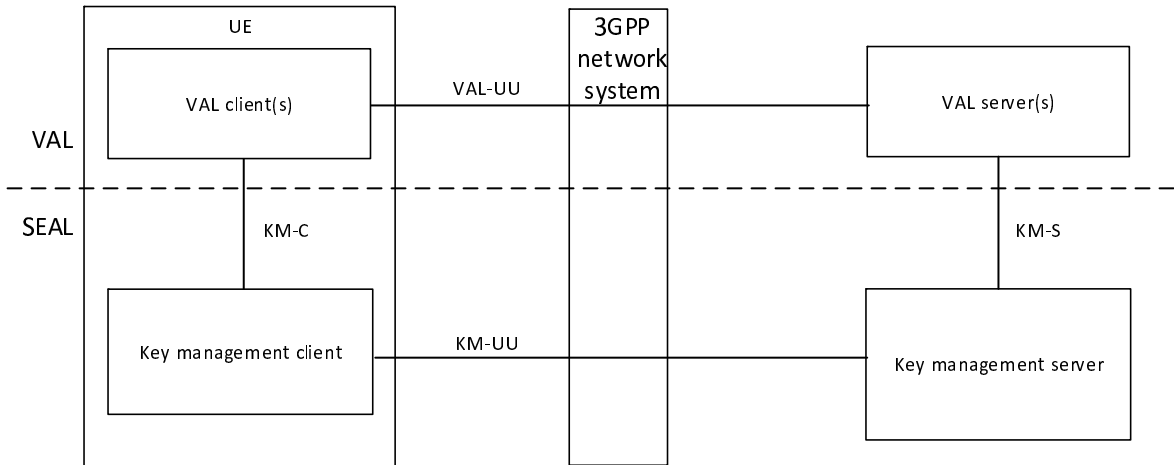 UE
3GPP
network
system
VAL client(s)
VAL-UU
VAL server(s)
VAL
SEAL
KM-C
KM-S
Key management client
KM-UU
Key management server